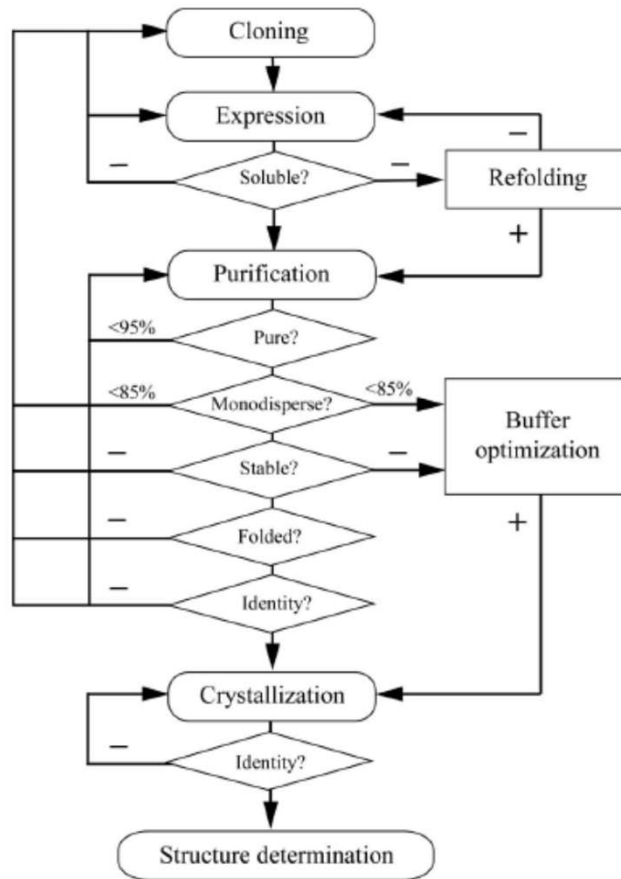 Cloning
Expression
−
Soluble?
−
−
Refolding
+
Purification
<95%
Pure?
<85%
Monodisperse?
<85%
Buffer
optimization
−
Stable?
−
+
−
Folded?
−
Identity?
Crystallization
−
Identity?
Structure determination